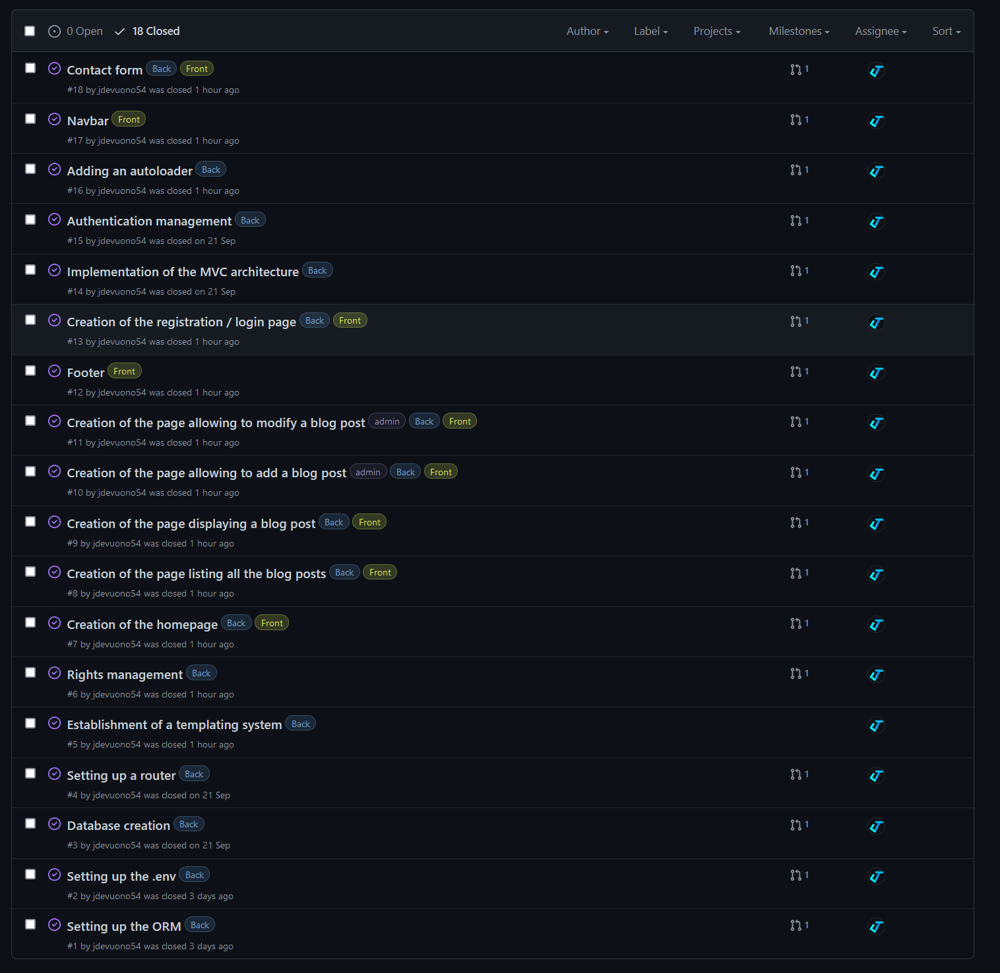 0 Open 18 Closed Author Label Projects Milestones Assignee Sort
Contact form Back Front 1
#18 by jdevuono54 was closed 1 hour ago
Navbar Front 1
#17 by jdevuono54 was closed 1 hour ago
Adding an autoloader Back 1
#16 by jdevuono54 was closed 1 hour ago
Authentication management Back 1
#15 by jdevuono54 was closed on 21 Sep
Implementation of the MVC architecture Back 1
#14 by jdevuono54 was closed on 21 Sep
Creation of the registration / login page Back Front 1
#13 by jdevuono54 was closed 1 hour ago
Footer Front 1
#12 by jdevuono54 was closed 1 hour ago
Creation of the page allowing to modify a blog post admin Back Front 1
#11 by jdevuono54 was closed 1 hour ago
Creation of the page allowing to add a blog post admin Back Front 1
#10 by jdevuono54 was closed 1 hour ago
Creation of the page displaying a blog post Back Front 1
#9 by jdevuono54 was closed 1 hour ago
Creation of the page listing all the blog posts Back Front 1
#8 by jdevuono54 was closed 1 hour ago
Creation of the homepage Back Front 1
#7 by jdevuono54 was closed 1 hour ago
Rights management Back 1
#6 by jdevuono54 was closed 1 hour ago
Establishment of a templating system Back
#5 by jdevuono54 was closed 1 hour ago
Setting up a router Back 1
#4 by jdevuono54 was closed on 21 Sep
Database creation Back 1
#3 by jdevuono54 was closed on 21 Sep
Setting up the .env Back 1
#2 by jdevuono54 was closed 3 days ago
Setting up the ORM Back 1
#1 by jdevuono54 was closed 3 days ago